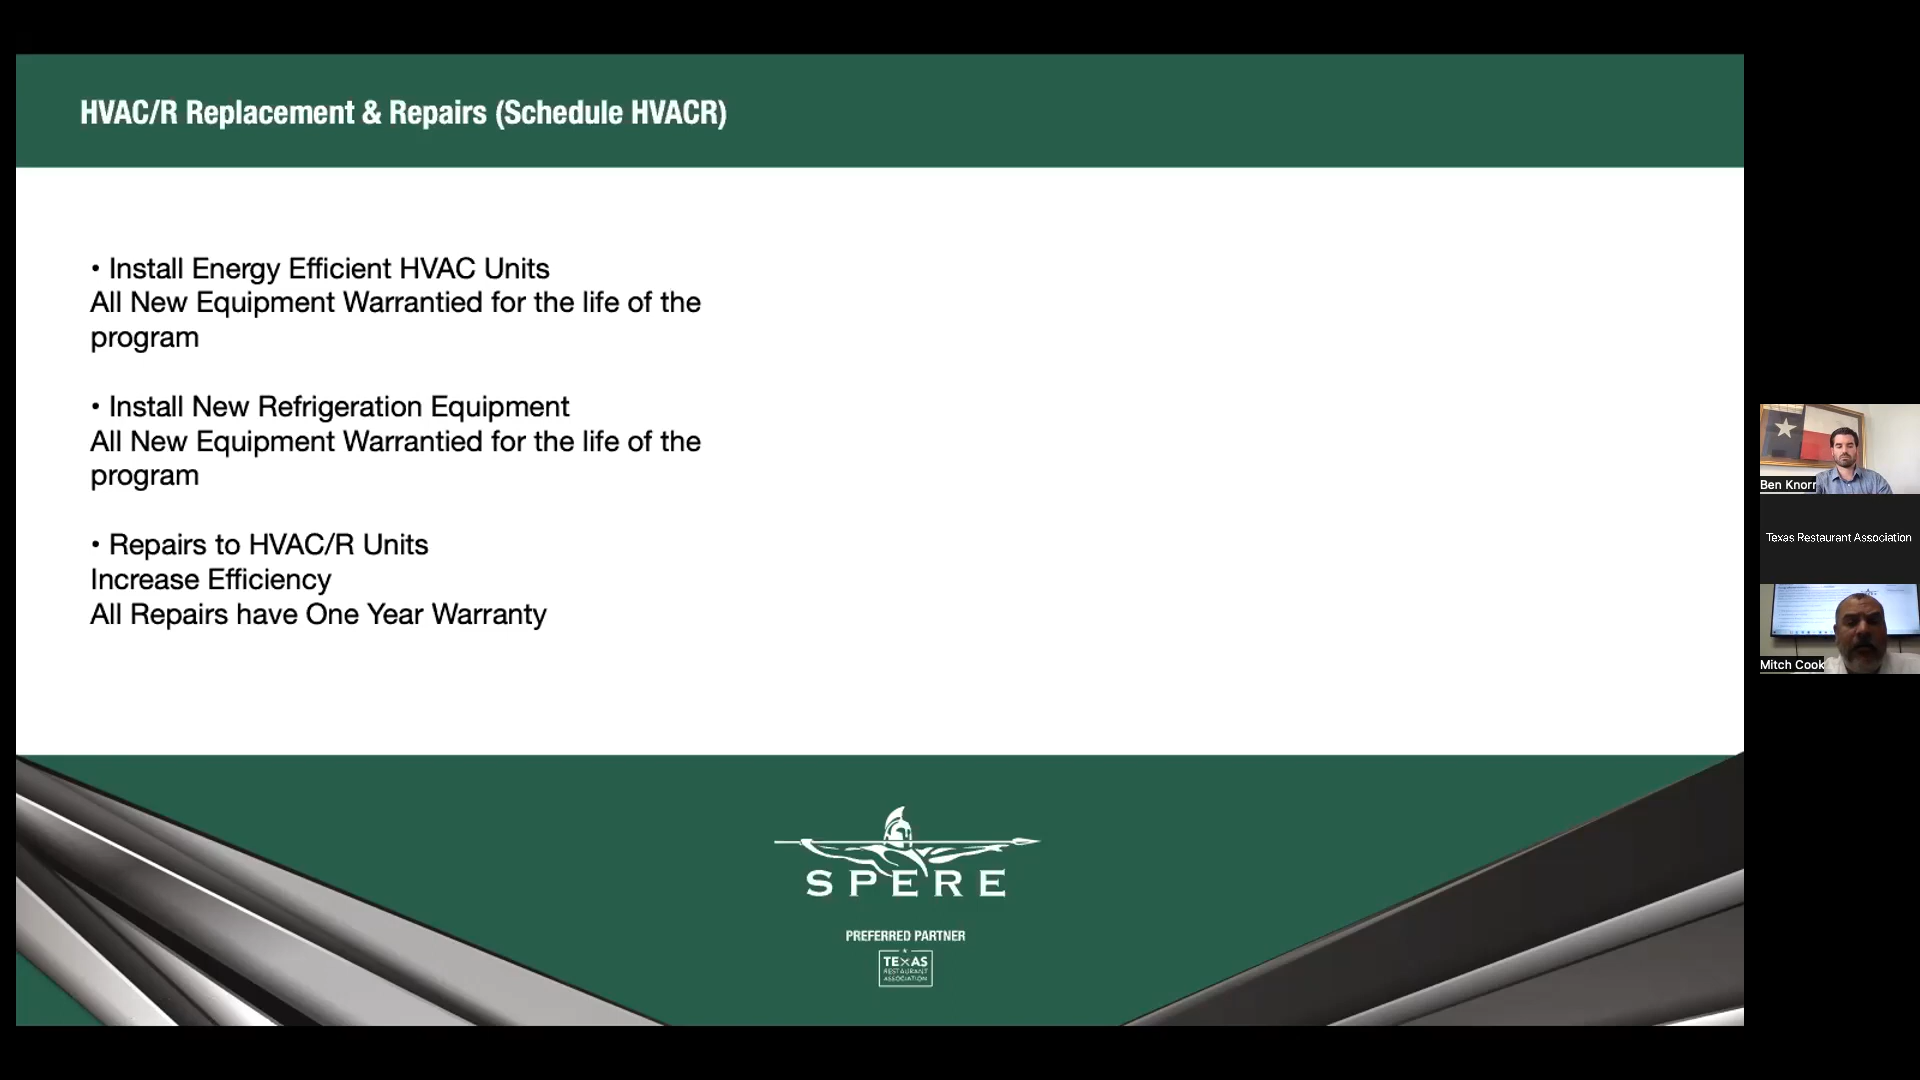 HVAC/R Replacement & Repairs (Schedule HVACR)
• Install Energy Efficient HVAC Units
All New Equipment Warrantied for the life of the
program
• Install New Refrigeration Equipment
All New Equipment Warrantied for the life of the
program
• Repairs to HVAC/R Units
Increase Efficiency
All Repairs have One Year Warranty
SPERE
PREFERRED PARTNER
TEXAS
RESTAURANT
ASSOCIATION
Ben Knorr
Texas Restaurant Association
Mitch Cook